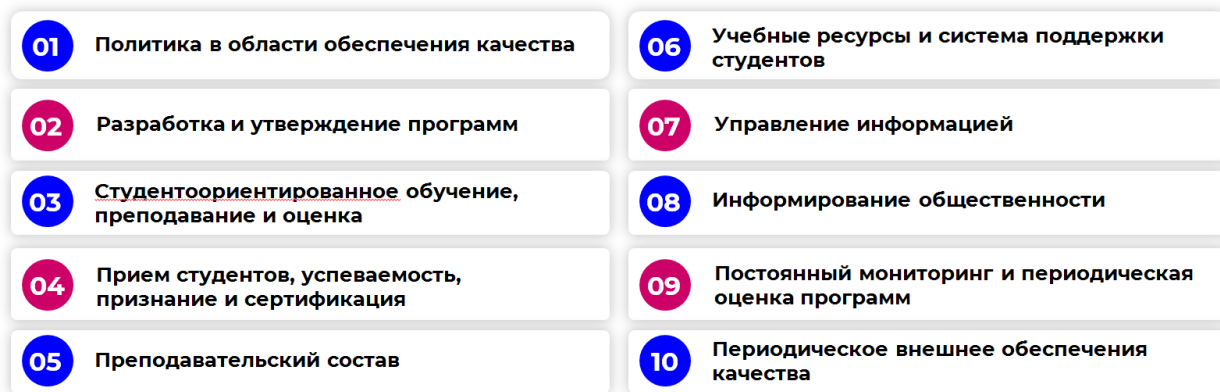 01
Политика в области обеспечения качества
02
Разработка и утверждение программ
03
Студентоориентированное обучение,
преподавание и оценка
04
Прием студентов, успеваемость,
признание и сертификация
05
Преподавательский состав
06
Учебные ресурсы и система поддержки
студентов
07
Управление информацией
08
Информирование общественности
09
Постоянный мониторинг и периодическая
оценка программ
10
Периодическое внешнее обеспечения
качества